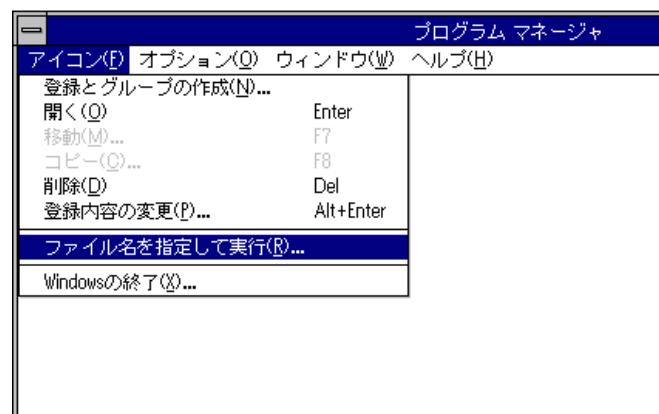 プログラム マネージャ
アイコン(F) オプション(O) ウィンドウ(W) ヘルプ(H)
登録とグループの作成(N)...
開く(O) Enter
移動(M)... F7
コピー(C)... F8
削除(D) Del
登録内容の変更(P)... Alt+Enter
ファイル名を指定して実行(R)...
Windowsの終了(X)...